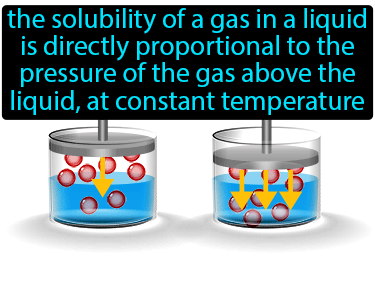 the solubility of a gas in a liquid
is directly proportional to the
pressure of the gas above the
liquid, at constant temperature